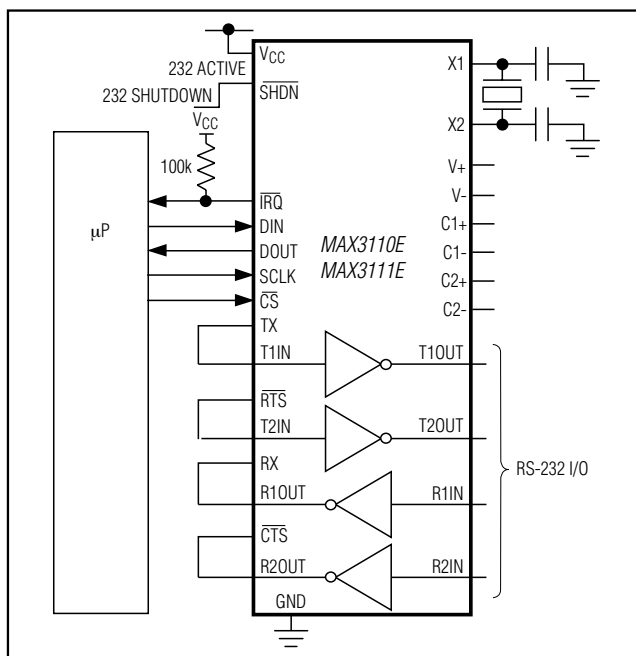 VCC
232 ACTIVE
232 SHUTDOWN
SHDN
VCC
100k
µP
IRQ
DIN
DOUT
SCLK
CS
TX
T1IN
RTS
T2IN
RX
R1OUT
CTS
R2OUT
GND
MAX3110E
MAX3111E
X1
X2
V+
V-
C1+
C1-
C2+
C2-
T1OUT
T2OUT
R1IN
R2IN
RS-232 I/O